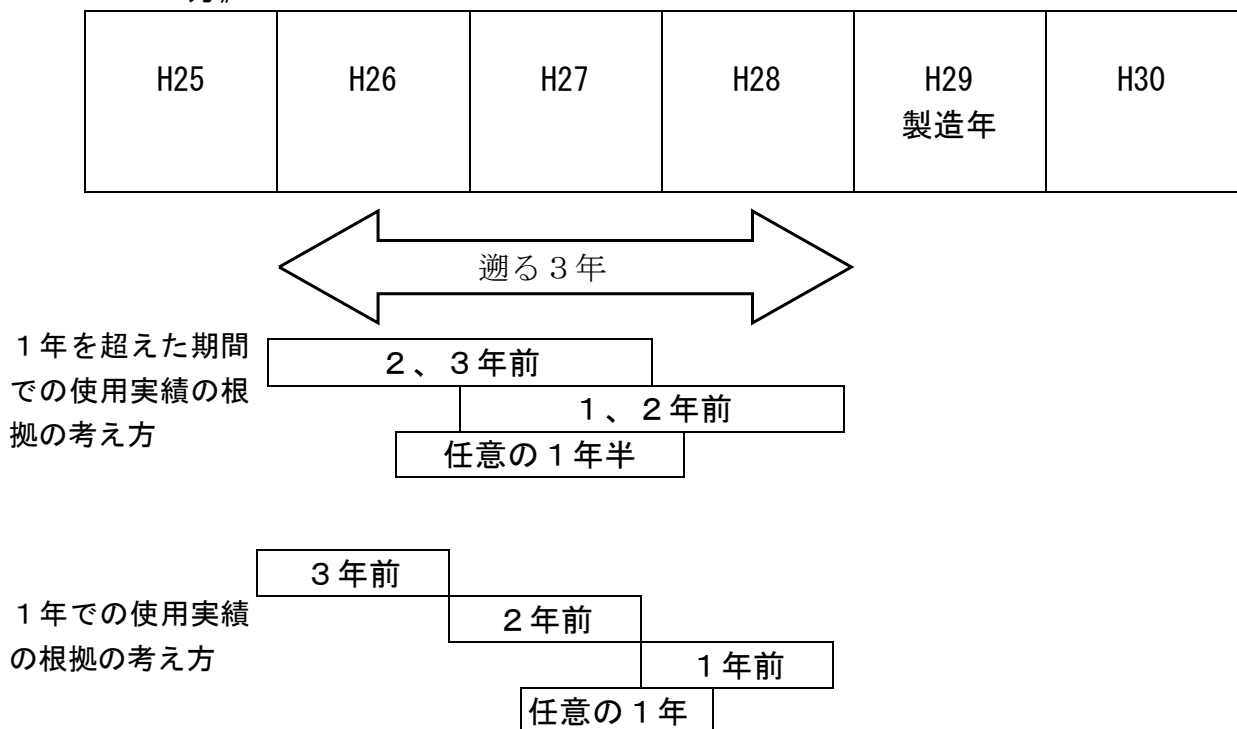 H25 H26 H27 H28 H29 H30
製造年
遡る３年
１年を超えた期間
での使用実績の根
拠の考え方
２、３年前
１、２年前
任意の１年半
３年前
１年での使用実績
の根拠の考え方
２年前
１年前
任意の１年